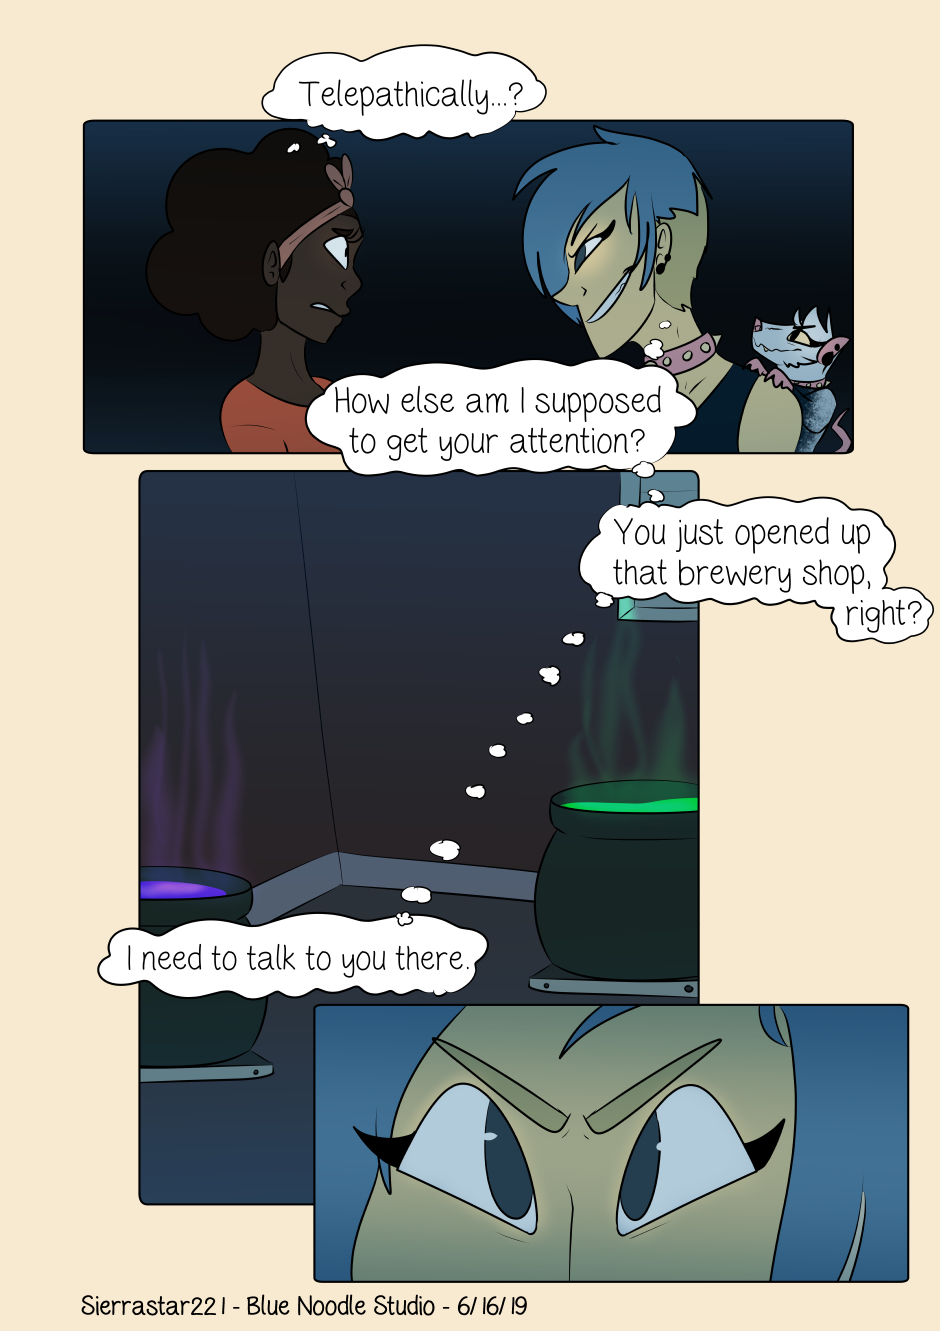 Telepathically...?
How else am I supposed
to get your attention?
You just opened up
that brewery shop,
right?
I need to talk to you there.
Sierrastar221 - Blue Noodle Studio - 6/16/19